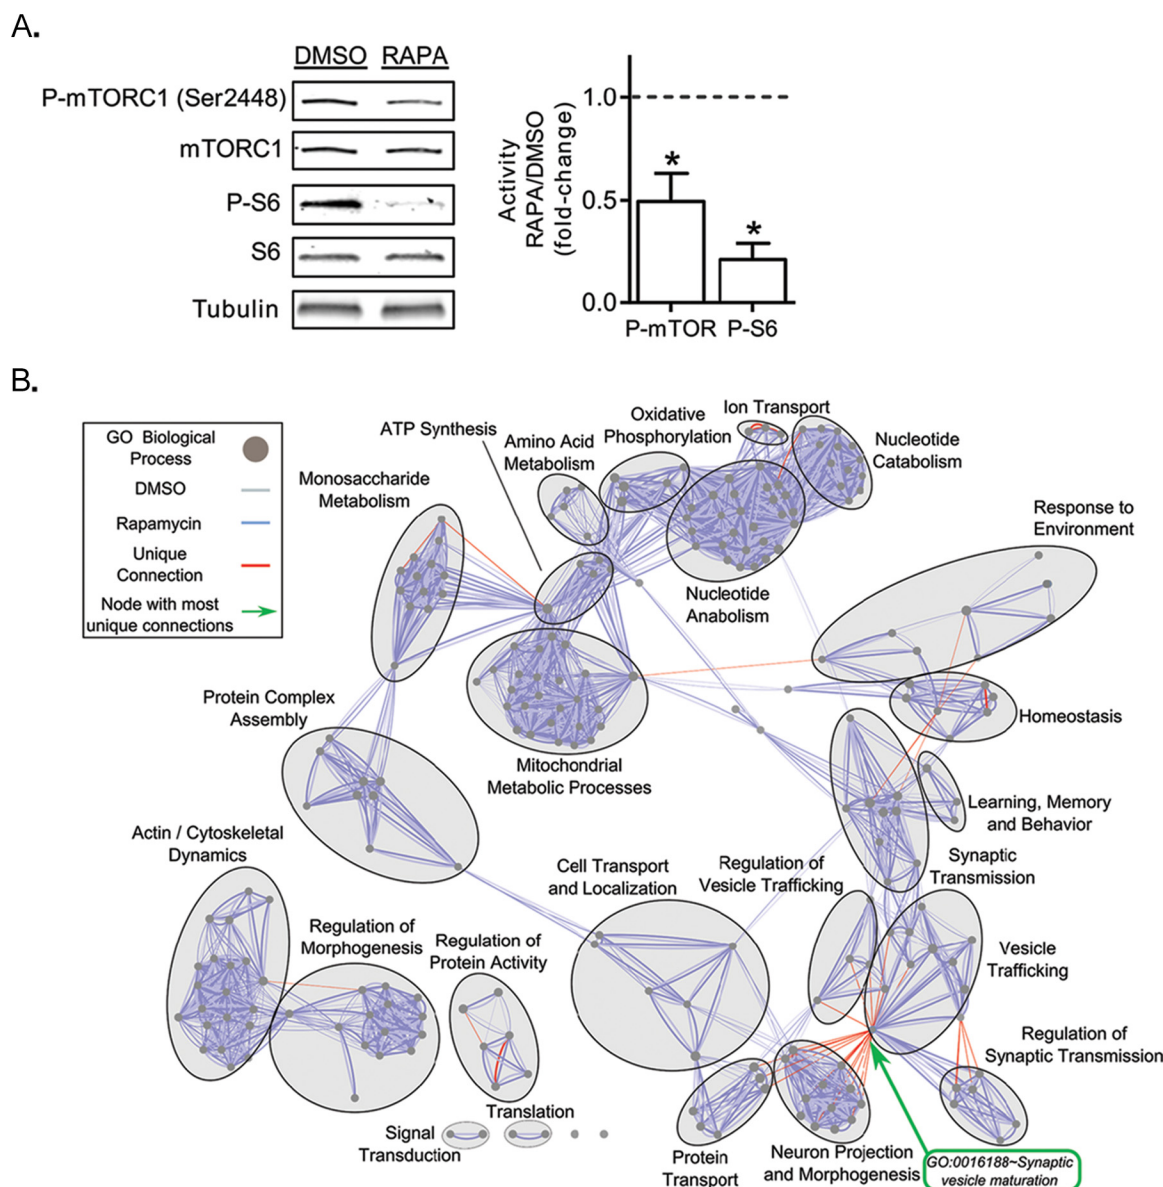 A.
DMSO RAPA
P-mTORC1 (Ser2448)
mTORC1
P-S6
S6
Tubulin
Activity
RAPA/DMSO
(fold-change)
1.0
0.5
0.0
*
*
P-mTOR P-S6
B.
GO Biological
Process
DMSO
Rapamycin
Unique
Connection
Node with most
unique connections
ATP Synthesis
Monosaccharide
Metabolism
Amino Acid
Metabolism
Oxidative
Phosphorylation
Ion Transport
Nucleotide
Catabolism
Nucleotide
Anabolism
Response to
Environment
Homeostasis
Protein Complex
Assembly
Mitochondrial
Metabolic Processes
Learning, Memory
and Behavior
Synaptic
Transmission
Actin / Cytoskeletal
Dynamics
Regulation of
Morphogenesis
Regulation of
Protein Activity
Cell Transport
and Localization
Regulation of
Vesicle Trafficking
Vesicle
Trafficking
Regulation of
Synaptic Transmission
Translation
Signal
Transduction
Protein
Transport
Neuron Projection
and Morphogenesis
GO:0016188~Synaptic
vesicle maturation